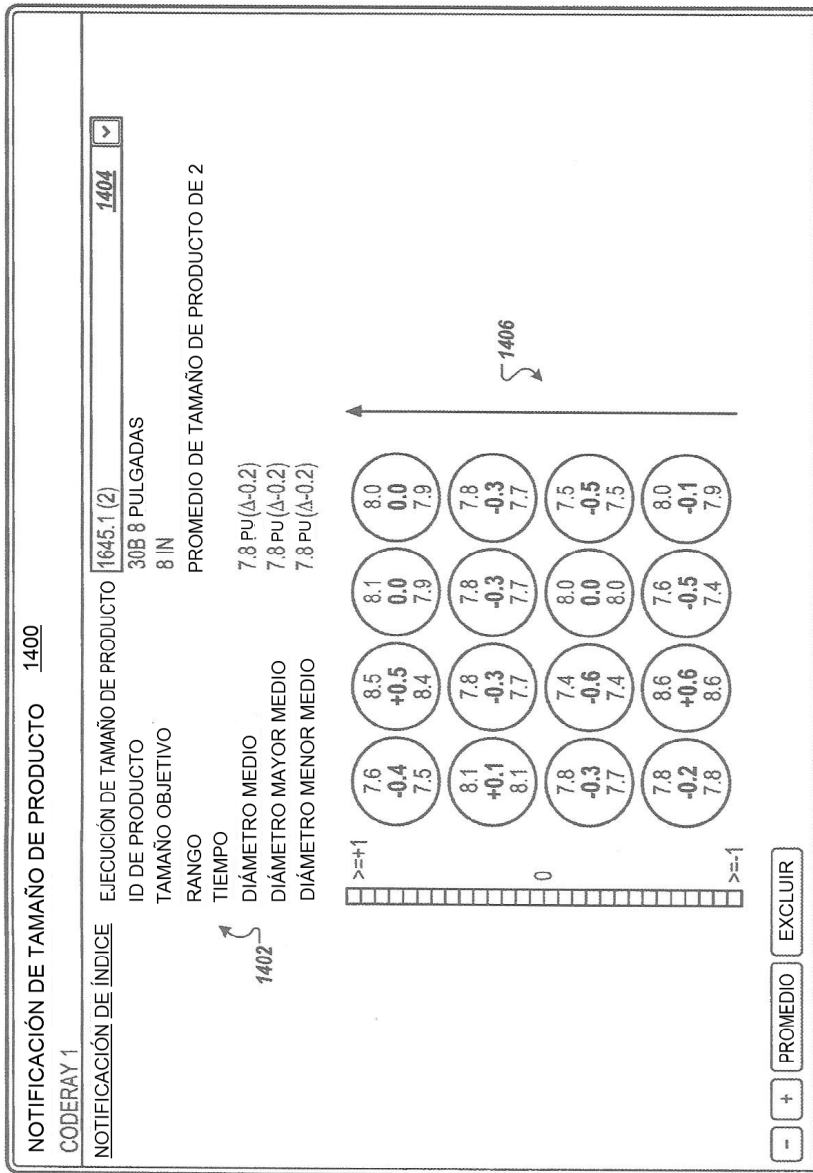 NOTIFICACIÓN DE TAMAÑO DE PRODUCTO 1400
CODERAY 1
NOTIFICACIÓN DE ÍNDICE EJECUCIÓN DE TAMAÑO DE PRODUCTO 1645.1 (2) 1404
ID DE PRODUCTO 30B 8 PULGADAS
TAMAÑO OBJETIVO 8 IN
RANGO PROMEDIO DE TAMAÑO DE PRODUCTO DE 2
TIEMPO
DIÁMETRO MEDIO 7.8 PU(Δ-0.2)
DIÁMETRO MAYOR MEDIO 7.8 PU(Δ-0.2)
DIÁMETRO MENOR MEDIO 7.8 PU(Δ-0.2)
1402
>=+1
0
>=-1
7.6 8.5 8.1 8.0
-0.4 +0.5 0.0 0.0
7.5 8.4 7.9 7.9
8.1 7.8 7.8 7.8
+0.1 -0.3 -0.3 -0.3
8.1 7.7 7.7 7.7
7.8 7.4 8.0 7.5
-0.3 -0.6 0.0 -0.5
7.7 7.4 8.0 7.5
7.8 8.6 7.6 8.0
-0.2 +0.6 -0.5 -0.1
7.8 8.6 7.4 7.9
1406
- + PROMEDIO EXCLUIR